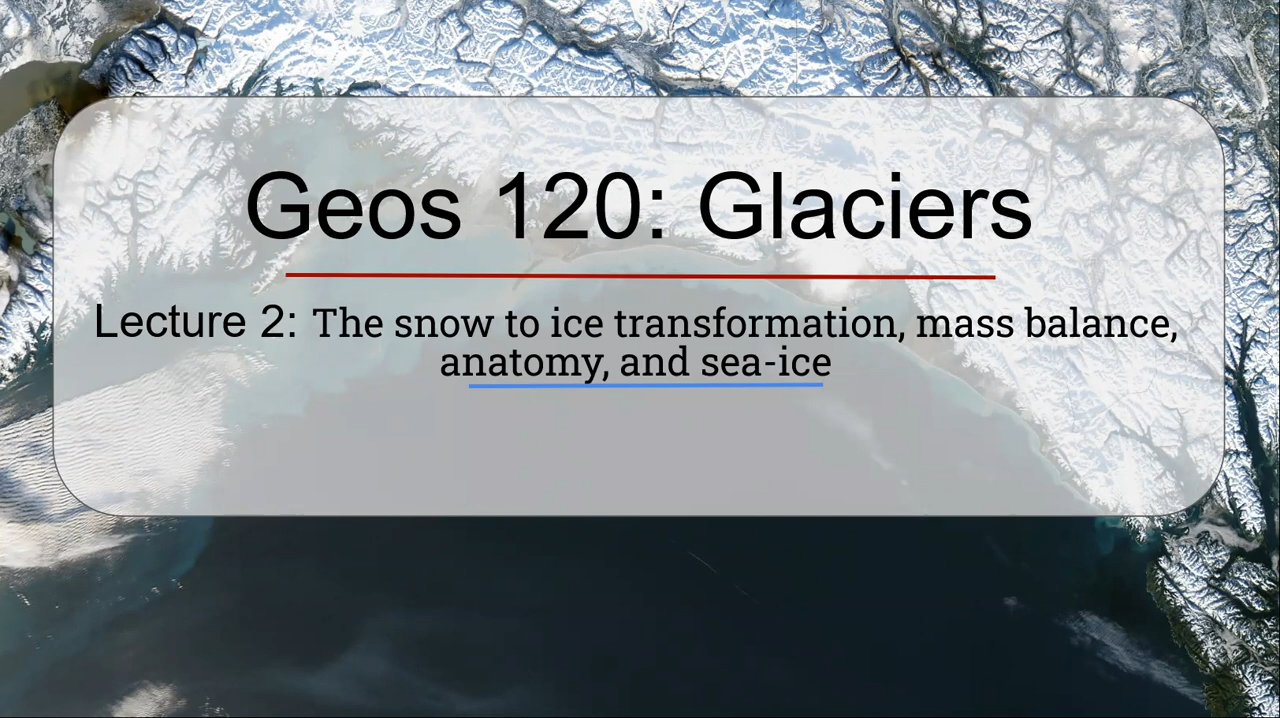 Geos 120: Glaciers
Lecture 2: The snow to ice transformation, mass balance,
anatomy, and sea-ice